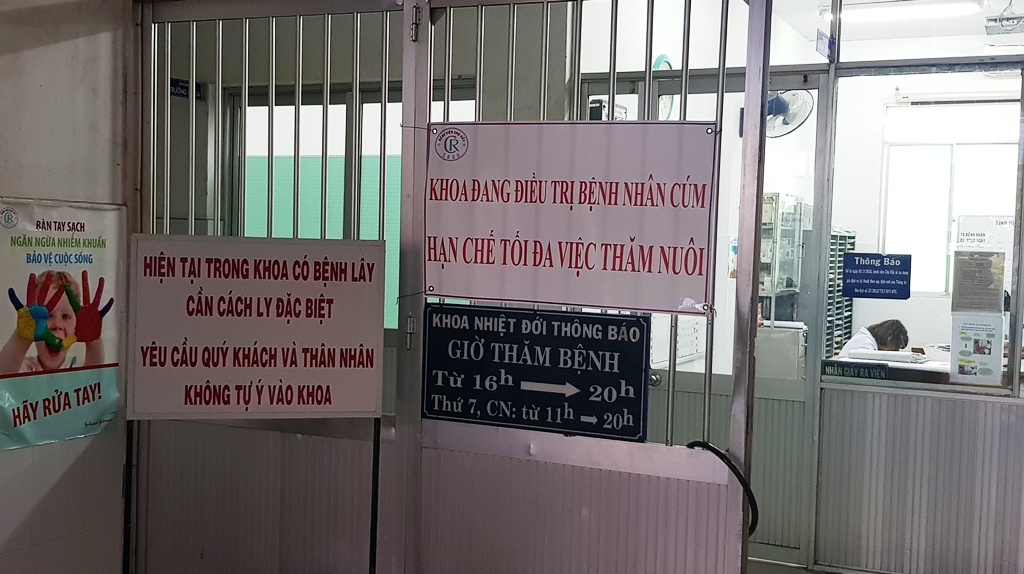 BÀN TAY SẠCH
NGĂN NGỪA NHIỄM KHUẨN
BẢO VỆ CUỘC SỐNG
HÃY RỬA TAY!
HIỆN TẠI TRONG KHOA CÓ BỆNH LÂY
CẦN CÁCH LY ĐẶC BIỆT
YÊU CẦU QUÝ KHÁCH VÀ THÂN NHÂN
KHÔNG TỰ Ý VÀO KHOA
KHOA ĐANG ĐIỀU TRỊ BỆNH NHÂN CÚM
HẠN CHẾ TỐI ĐA VIỆC THĂM NUÔI
KHOA NHIỆT ĐỚI THÔNG BÁO
GIỜ THĂM BỆNH
Từ 16h → 20h
Thứ 7, CN: từ 11h → 20h
Thông Báo
NHẬN GIẤY RA VIỆN